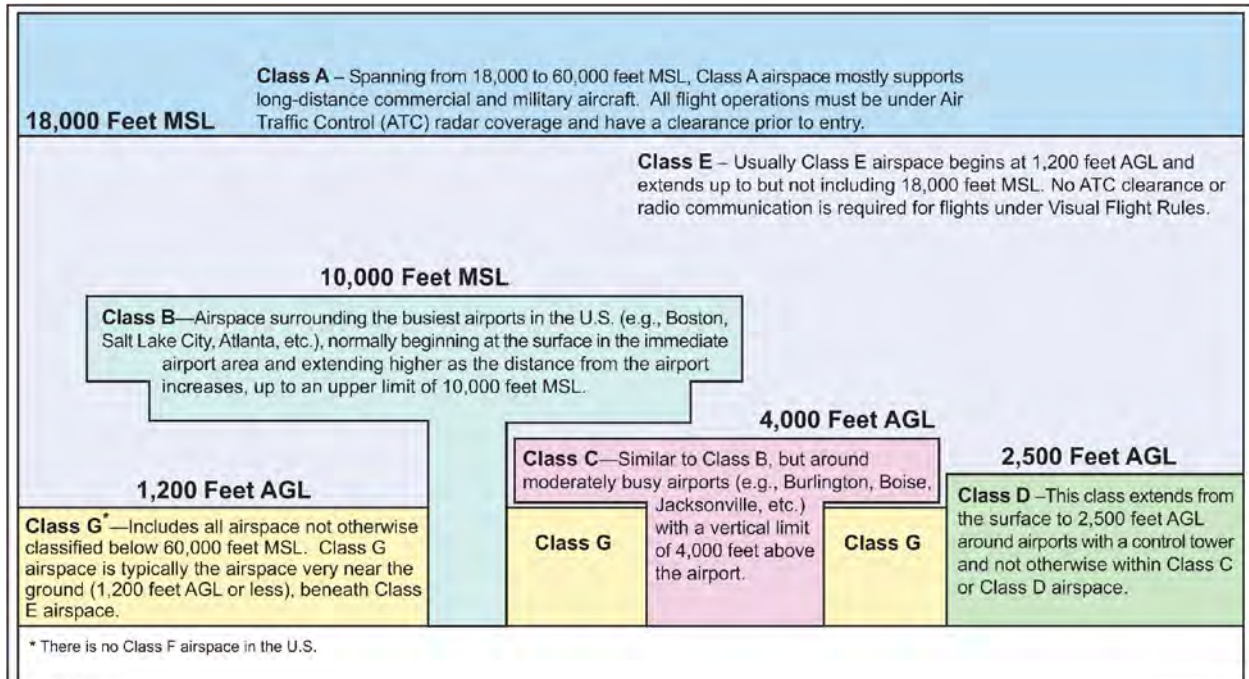 Class A – Spanning from 18,000 to 60,000 feet MSL, Class A airspace mostly supports
long-distance commercial and military aircraft. All flight operations must be under Air
Traffic Control (ATC) radar coverage and have a clearance prior to entry.
18,000 Feet MSL
Class E – Usually Class E airspace begins at 1,200 feet AGL and
extends up to but not including 18,000 feet MSL. No ATC clearance or
radio communication is required for flights under Visual Flight Rules.
10,000 Feet MSL
Class B—Airspace surrounding the busiest airports in the U.S. (e.g., Boston,
Salt Lake City, Atlanta, etc.), normally beginning at the surface in the immediate
airport area and extending higher as the distance from the airport
increases, up to an upper limit of 10,000 feet MSL.
4,000 Feet AGL
Class C—Similar to Class B, but around
moderately busy airports (e.g., Burlington, Boise,
Jacksonville, etc.)
with a vertical limit
of 4,000 feet above
the airport.
2,500 Feet AGL
Class D –This class extends from
the surface to 2,500 feet AGL
around airports with a control tower
and not otherwise within Class C
or Class D airspace.
1,200 Feet AGL
Class G*—Includes all airspace not otherwise
classified below 60,000 feet MSL. Class G
airspace is typically the airspace very near the
ground (1,200 feet AGL or less), beneath Class
E airspace.
Class G
Class G
* There is no Class F airspace in the U.S.